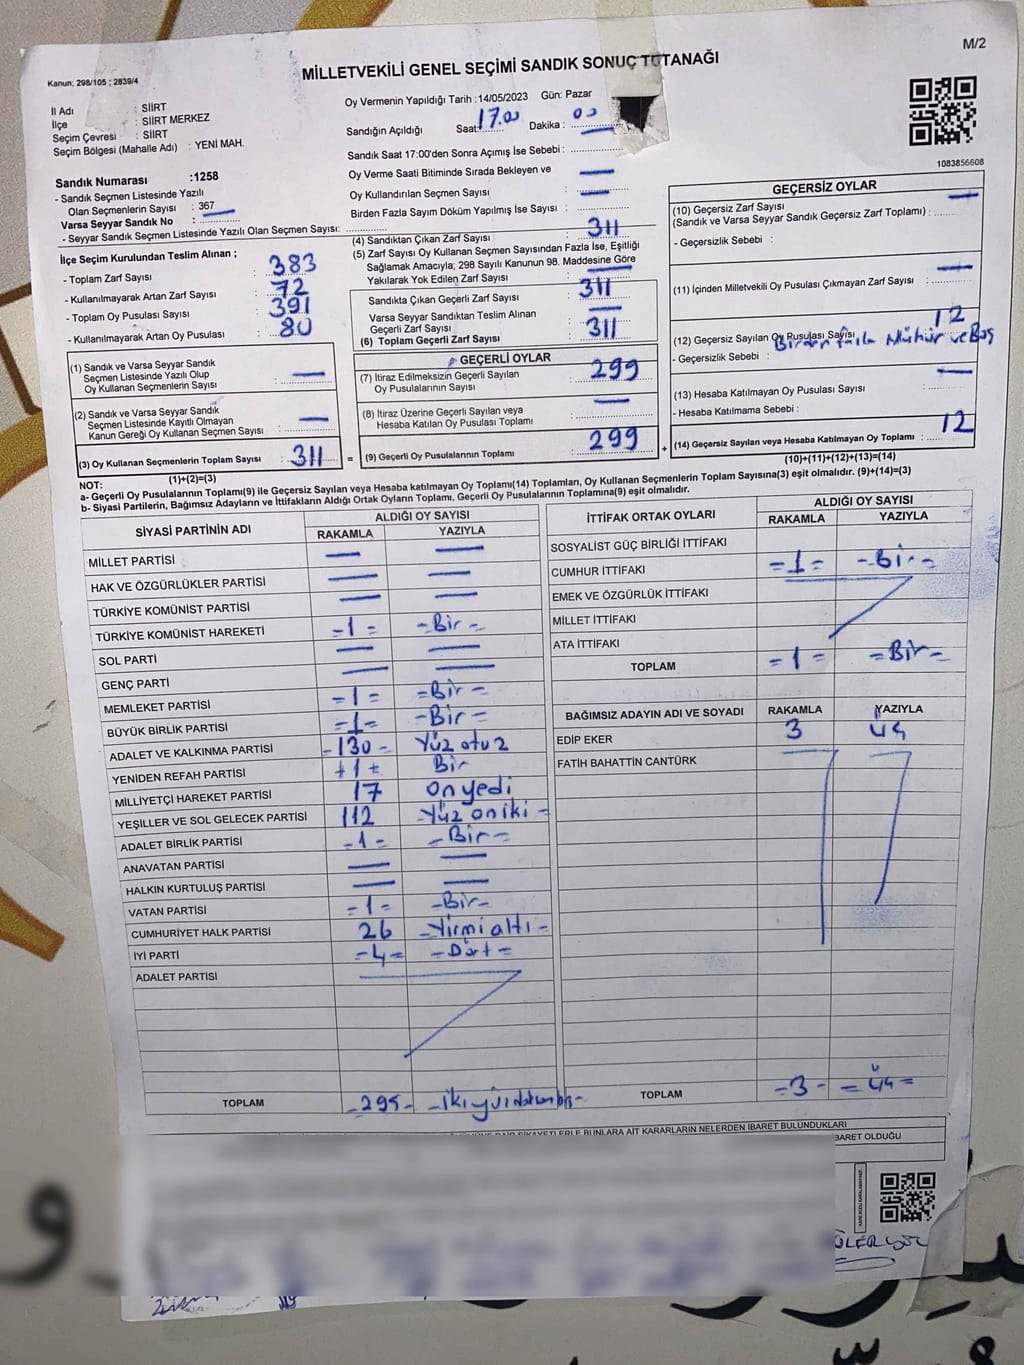 M/2
Kanun; 298/105 ; 2839/4
MİLLETVEKİLİ GENEL SEÇİMİ SANDIK SONUÇ TUTANAĞI
İl Adı : SİİRT
İlçe : SİİRT MERKEZ
Seçim Çevresi : SİİRT
Seçim Bölgesi (Mahalle Adı) : YENİ MAH.
Oy Vermenin Yapıldığı Tarih :14/05/2023 Gün: Pazar
Sandığın Açıldığı Saat: 17.00 Dakika : 00
Sandık Saat 17:00'den Sonra Açımış İse Sebebi :
Oy Verme Saati Bitiminde Sırada Bekleyen ve
Oy Kullandırılan Seçmen Sayısı : —
Birden Fazla Sayım Döküm Yapılmış İse Sayısı :
1083856608
Sandık Numarası :1258
- Sandık Seçmen Listesinde Yazılı
Olan Seçmenlerin Sayısı : 367
Varsa Seyyar Sandık No : —
- Seyyar Sandık Seçmen Listesinde Yazılı Olan Seçmen Sayısı:
İlçe Seçim Kurulundan Teslim Alınan ;
- Toplam Zarf Sayısı : 383
- Kullanılmayarak Artan Zarf Sayısı : 72
- Toplam Oy Pusulası Sayısı : 391
- Kullanılmayarak Artan Oy Pusulası : 80
(1) Sandık ve Varsa Seyyar Sandık
Seçmen Listesinde Yazılı Olup
Oy Kullanan Seçmenlerin Sayısı : —
(2) Sandık ve Varsa Seyyar Sandık
Seçmen Listesinde Kayıtlı Olmayan
Kanun Gereği Oy Kullanan Seçmen Sayısı : —
(3) Oy Kullanan Seçmenlerin Toplam Sayısı : 311 =
(1)+(2)=(3)
(4) Sandıktan Çıkan Zarf Sayısı : 311
(5) Zarf Sayısı Oy Kullanan Seçmen Sayısından Fazla İse, Eşitliği
Sağlamak Amacıyla; 298 Sayılı Kanunun 98. Maddesine Göre
Yakılarak Yok Edilen Zarf Sayısı : —
Sandıkta Çıkan Geçerli Zarf Sayısı : 311
Varsa Seyyar Sandıktan Teslim Alınan
Geçerli Zarf Sayısı : —
(6) Toplam Geçerli Zarf Sayısı : 311
GEÇERLİ OYLAR
(7) İtiraz Edilmeksizin Geçerli Sayılan
Oy Pusulalarının Sayısı : 299
(8) İtiraz Üzerine Geçerli Sayılan veya
Hesaba Katılan Oy Pusulası Toplamı : —
(9) Geçerli Oy Pusulalarının Toplamı : 299 +
GEÇERSİZ OYLAR
(10) Geçersiz Zarf Sayısı —
(Sandık ve Varsa Seyyar Sandık Geçersiz Zarf Toplamı) :
- Geçersizlik Sebebi :
(11) İçinden Milletvekili Oy Pusulası Çıkmayan Zarf Sayısı : —
(12) Geçersiz Sayılan Oy Pusulası Sayısı 12
- Geçersizlik Sebebi : Birden fazla Mühür ve Boş
(13) Hesaba Katılmayan Oy Pusulası Sayısı : —
- Hesaba Katılmama Sebebi :
(14) Geçersiz Sayılan veya Hesaba Katılmayan Oy Toplamı : 12
(10)+(11)+(12)+(13)=(14)
NOT:
a- Geçerli Oy Pusulalarının Toplamı(9) ile Geçersiz Sayılan veya Hesaba katılmayan Oy Toplamı(14) Toplamları, Oy Kullanan Seçmenlerin Toplam Sayısına(3) eşit olmalıdır. (9)+(14)=(3)
b- Siyasi Partilerin, Bağımsız Adayların ve İttifakların Aldığı Ortak Oyların Toplamı, Geçerli Oy Pusulalarının Toplamına(9) eşit olmalıdır.
SİYASİ PARTİNİN ADI ALDIĞI OY SAYISI
RAKAMLA YAZIYLA
MİLLET PARTİSİ — —
HAK VE ÖZGÜRLÜKLER PARTİSİ — —
TÜRKİYE KOMÜNİST PARTİSİ — —
TÜRKİYE KOMÜNİST HAREKETİ -1= -Bir-
SOL PARTİ — —
GENÇ PARTİ — —
MEMLEKET PARTİSİ -1= =Bir-
BÜYÜK BİRLİK PARTİSİ =1= -Bir=
ADALET VE KALKINMA PARTİSİ -130- Yüz otuz
YENİDEN REFAH PARTİSİ +1+ Bir
MİLLİYETÇİ HAREKET PARTİSİ 17 on yedi
YEŞİLLER VE SOL GELECEK PARTİSİ 112 -Yüz on iki-
ADALET BİRLİK PARTİSİ -1= -Bir=
ANAVATAN PARTİSİ — —
HALKIN KURTULUŞ PARTİSİ — —
VATAN PARTİSİ =1= -Bir-
CUMHURİYET HALK PARTİSİ 26 -Yirmi altı-
İYİ PARTİ =4= -Dört=
ADALET PARTİSİ
TOPLAM -295- -iki yüz doksan beş-
İTTİFAK ORTAK OYLARI ALDIĞI OY SAYISI
RAKAMLA YAZIYLA
SOSYALİST GÜÇ BİRLİĞİ İTTİFAKI
CUMHUR İTTİFAKI =1= -Bir-
EMEK VE ÖZGÜRLÜK İTTİFAKI
MİLLET İTTİFAKI
ATA İTTİFAKI
TOPLAM =1= =Bir-
BAĞIMSIZ ADAYIN ADI VE SOYADI RAKAMLA YAZIYLA
EDİP EKER 3 üç
FATİH BAHATTİN CANTÜRK
TOPLAM -3- =üç=
BUNLARA AİT KARARLARIN NELERDEN İBARET BULUNDUKLARI
BARET OLDUĞU